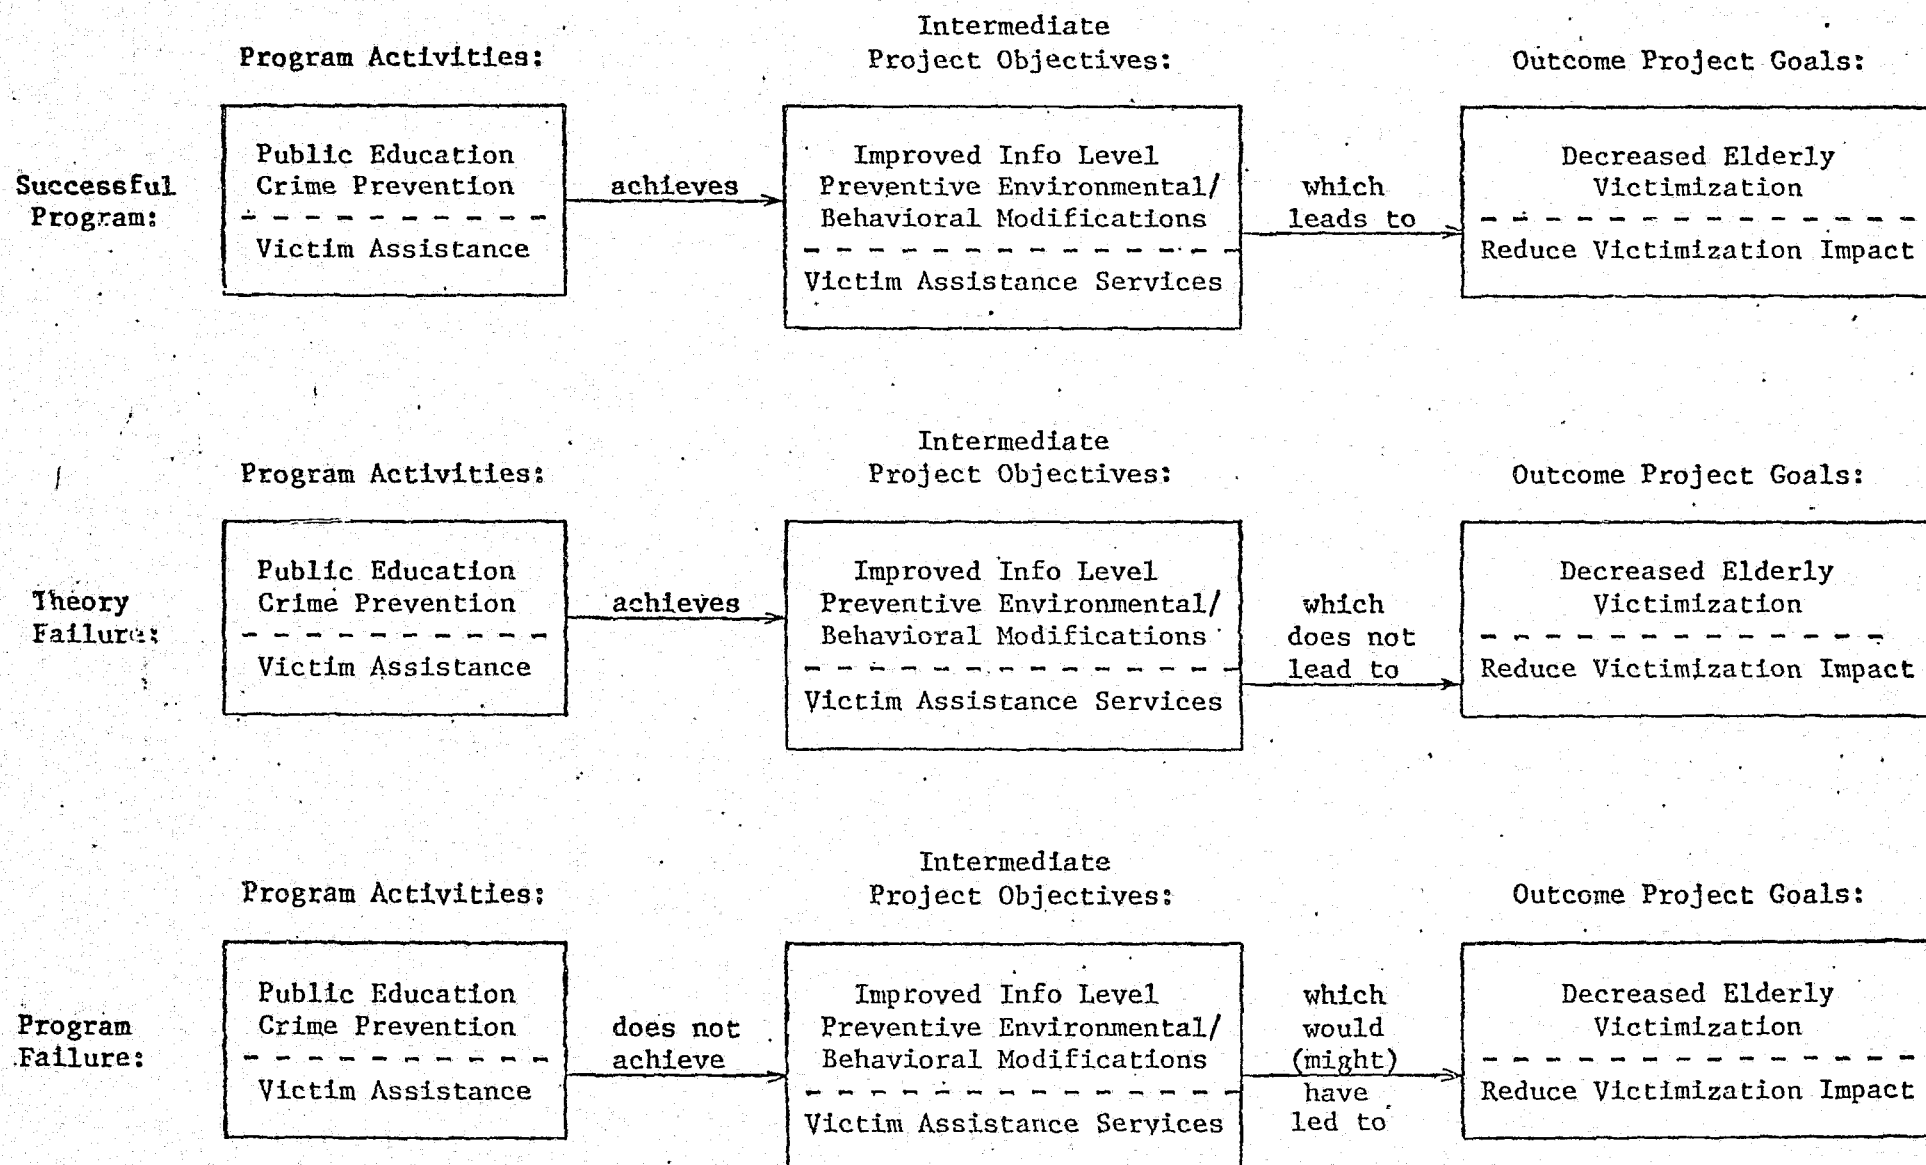 Intermediate
Program Activities: Project Objectives: Outcome Project Goals:
Successful
Program:
Public Education
Crime Prevention
Victim Assistance
achieves
Improved Info Level
Preventive Environmental/
Behavioral Modifications
Victim Assistance Services
which
leads to
Decreased Elderly
Victimization
Reduce Victimization Impact
Intermediate
Program Activities: Project Objectives: Outcome Project Goals:
Theory
Failure:
Public Education
Crime Prevention
Victim Assistance
achieves
Improved Info Level
Preventive Environmental/
Behavioral Modifications
Victim Assistance Services
which
does not
lead to
Decreased Elderly
Victimization
Reduce Victimization Impact
Intermediate
Program Activities: Project Objectives: Outcome Project Goals:
Program
Failure:
Public Education
Crime Prevention
Victim Assistance
does not
achieve
Improved Info Level
Preventive Environmental/
Behavioral Modifications
Victim Assistance Services
which
would
(might)
have
led to
Decreased Elderly
Victimization
Reduce Victimization Impact